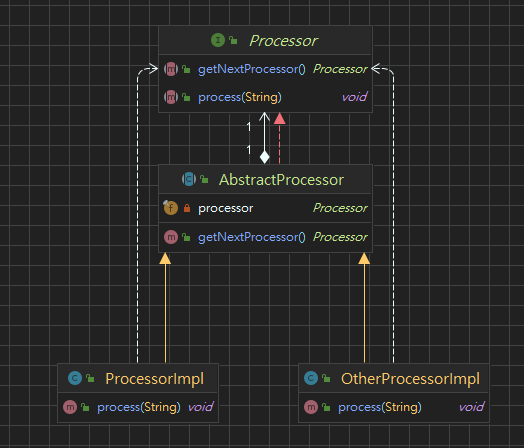 Processor
getNextProcessor() Processor
process(String) void
1
1
AbstractProcessor
processor Processor
getNextProcessor() Processor
ProcessorImpl
process(String) void
OtherProcessorImpl
process(String) void